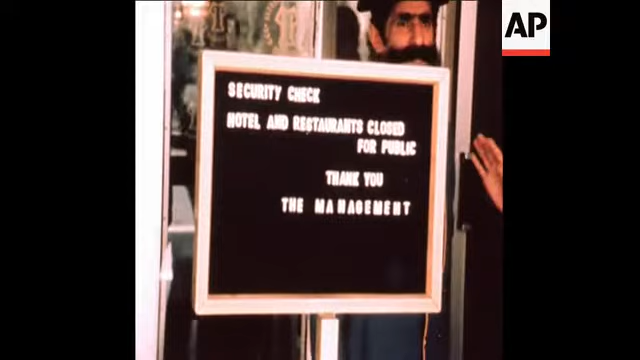 AP
SECURITY CHECK
HOTEL AND RESTAURANTS CLOSED
FOR PUBLIC
THANK YOU
THE MANAGEMENT